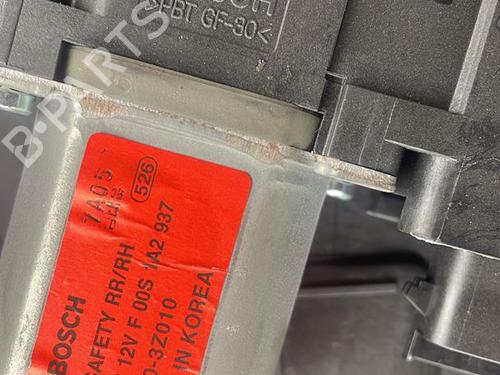 >PBT GF-30<
7A05
526
BOSCH
SAFETY RR/RH
12V F 00S 1A2 937
0-3Z010
IN KOREA
B-PARTS